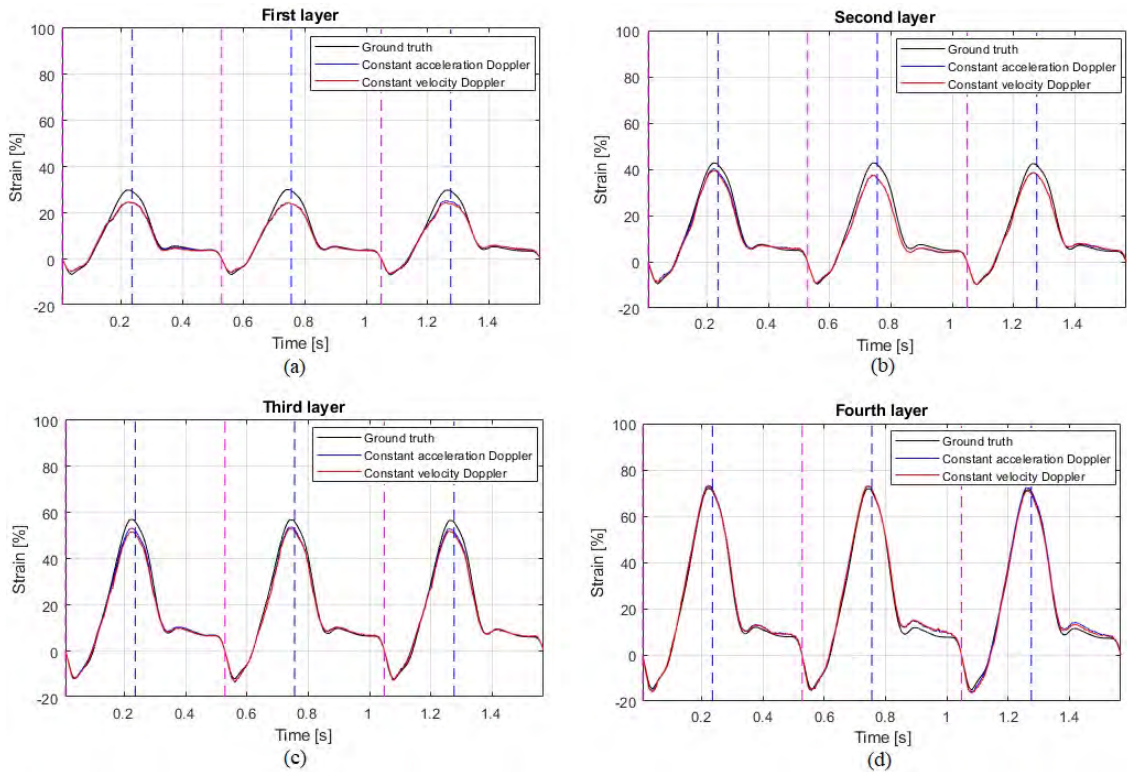 First layer
Ground truth
Constant acceleration Doppler
Constant velocity Doppler
Strain [%]
100
80
60
40
20
0
-20
0.2 0.4 0.6 0.8 1 1.2 1.4
Time [s]
(a)
Second layer
Ground truth
Constant acceleration Doppler
Constant velocity Doppler
Strain [%]
100
80
60
40
20
0
-20
0.2 0.4 0.6 0.8 1 1.2 1.4
Time [s]
(b)
Third layer
Ground truth
Constant acceleration Doppler
Constant velocity Doppler
Strain [%]
100
80
60
40
20
0
-20
0.2 0.4 0.6 0.8 1 1.2 1.4
Time [s]
(c)
Fourth layer
Ground truth
Constant acceleration Doppler
Constant velocity Doppler
Strain [%]
100
80
60
40
20
0
-20
0.2 0.4 0.6 0.8 1 1.2 1.4
Time [s]
(d)